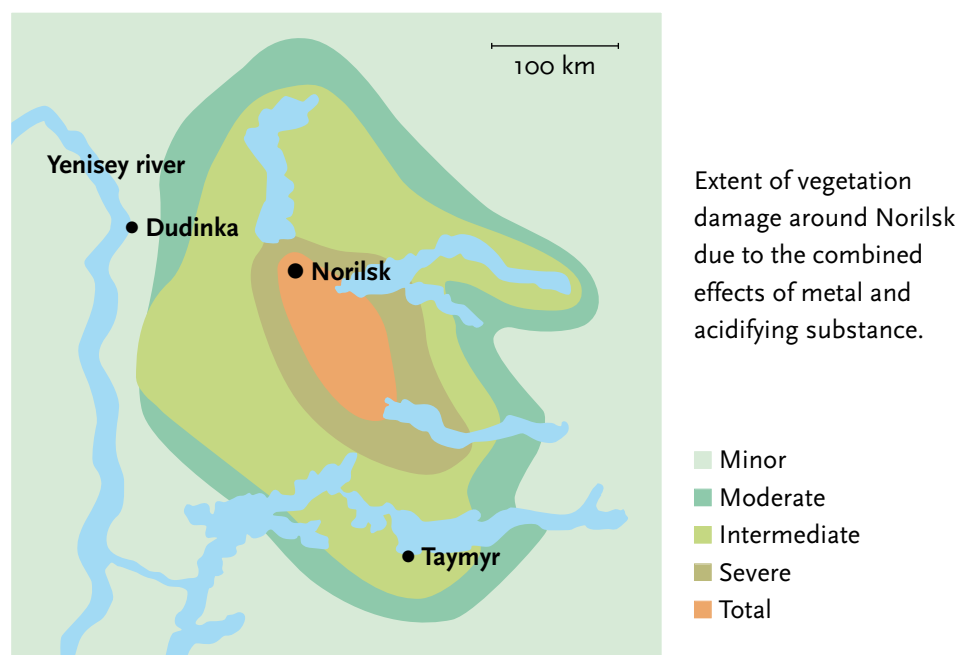 100 km
Yenisey river
Dudinka
Norilsk
Taymyr
Extent of vegetation
damage around Norilsk
due to the combined
effects of metal and
acidifying substance.
Minor
Moderate
Intermediate
Severe
Total